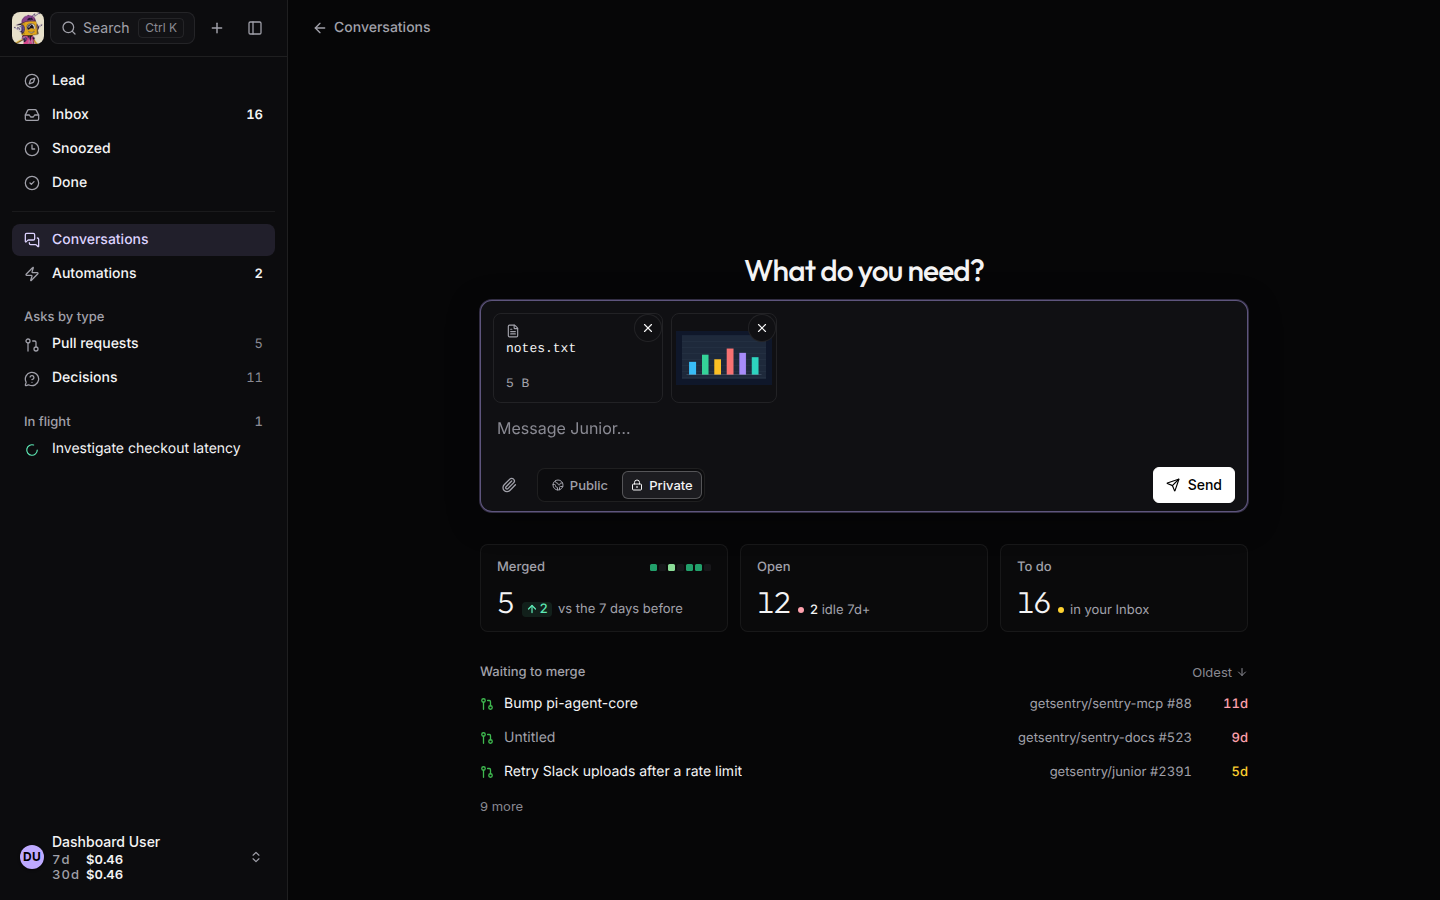 Search Ctrl K
Lead
Inbox 16
Snoozed
Done
Conversations
Automations 2
Asks by type
Pull requests 5
Decisions 11
In flight 1
Investigate checkout latency
DU
Dashboard User
7d $0.46
30d $0.46
Conversations
What do you need?
notes.txt
5 B
Message Junior...
Public Private Send
Merged
5 2 vs the 7 days before
Open
12 2 idle 7d+
To do
16 in your Inbox
Waiting to merge Oldest
Bump pi-agent-core getsentry/sentry-mcp #88 11d
Untitled getsentry/sentry-docs #523 9d
Retry Slack uploads after a rate limit getsentry/junior #2391 5d
9 more